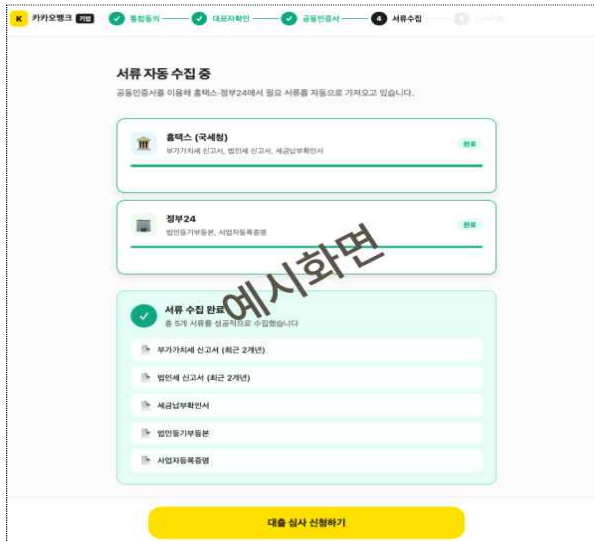 K 카카오뱅크 기업 통합동의 대표자확인 공동인증서 4 서류수집
서류 자동 수집 중
공동인증서를 이용해 홈택스·정부24에서 필요 서류를 자동으로 가져오고 있습니다.
홈택스 (국세청)
부가가치세 신고서, 법인세 신고서, 세금납부확인서
완료
정부24
법인등기부등본, 사업자등록증명
완료
예시화면
서류 수집 완료
총 5개 서류를 성공적으로 수집했습니다
부가가치세 신고서 (최근 2개년)
법인세 신고서 (최근 2개년)
세금납부확인서
법인등기부등본
사업자등록증명
대출 심사 신청하기